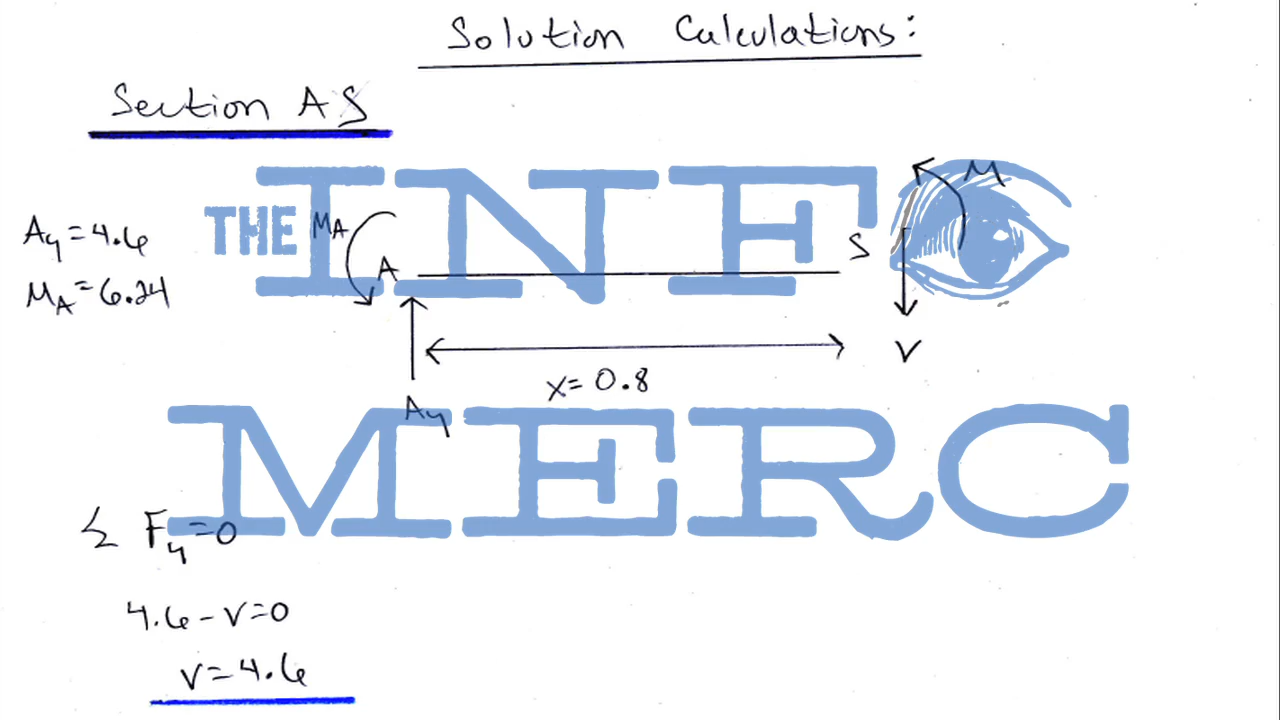 Solution Calculations:
Section AS
THE INFO
M
MA
Ay = 4.6
A
S
MA = 6.24
V
x = 0.8
Ay
MERC
Σ Fy = 0
4.6 - V = 0
V = 4.6